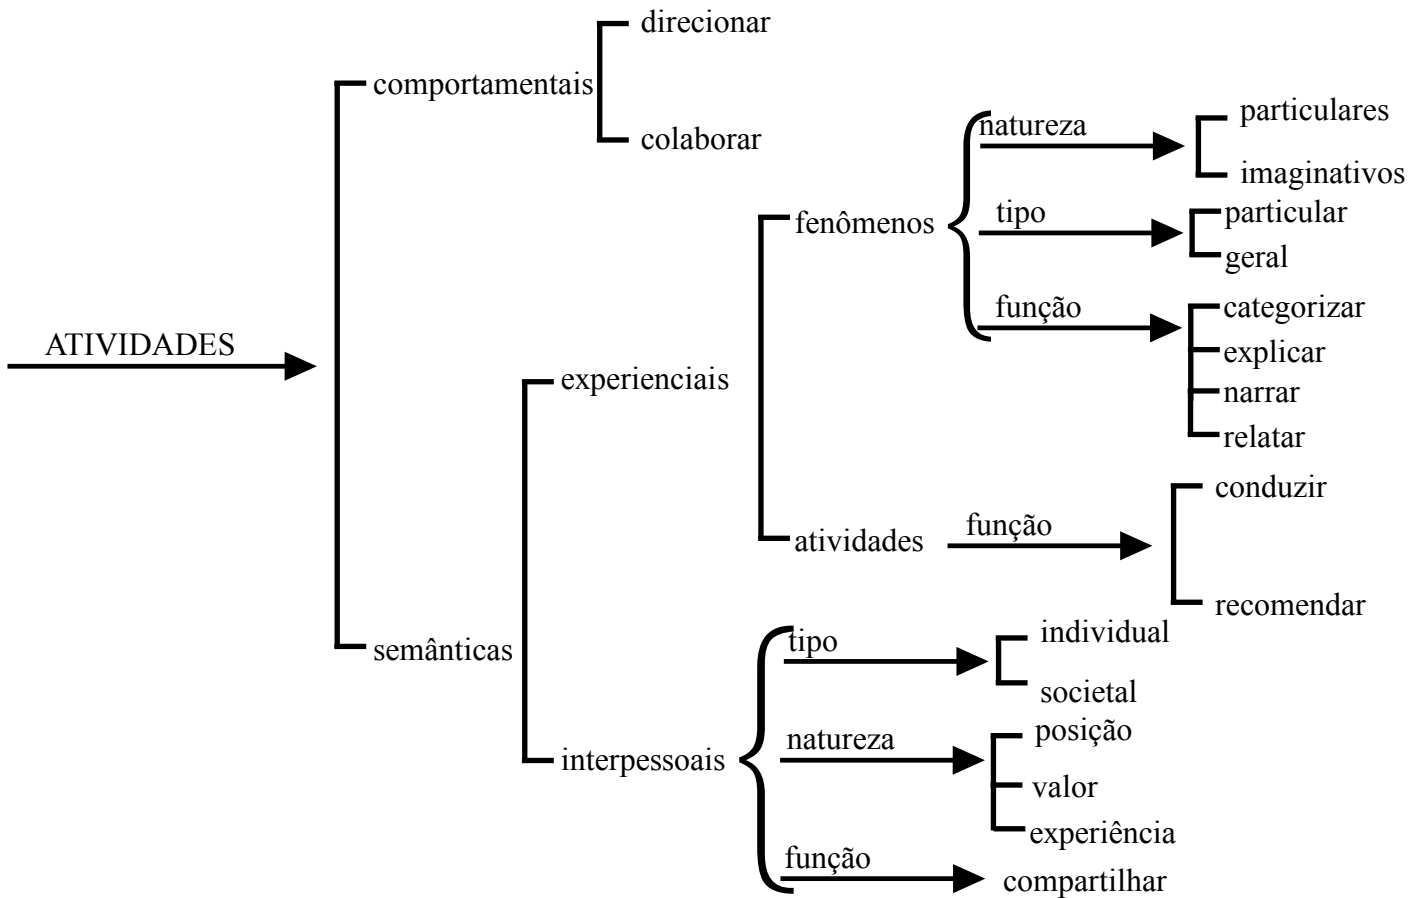 direcionar
comportamentais
colaborar
natureza
particulares
imaginativos
fenômenos
tipo
particular
geral
função
categorizar
explicar
narrar
relatar
ATIVIDADES
experienciais
conduzir
atividades
função
recomendar
semânticas
tipo
individual
societal
interpessoais
natureza
posição
valor
experiência
função
compartilhar